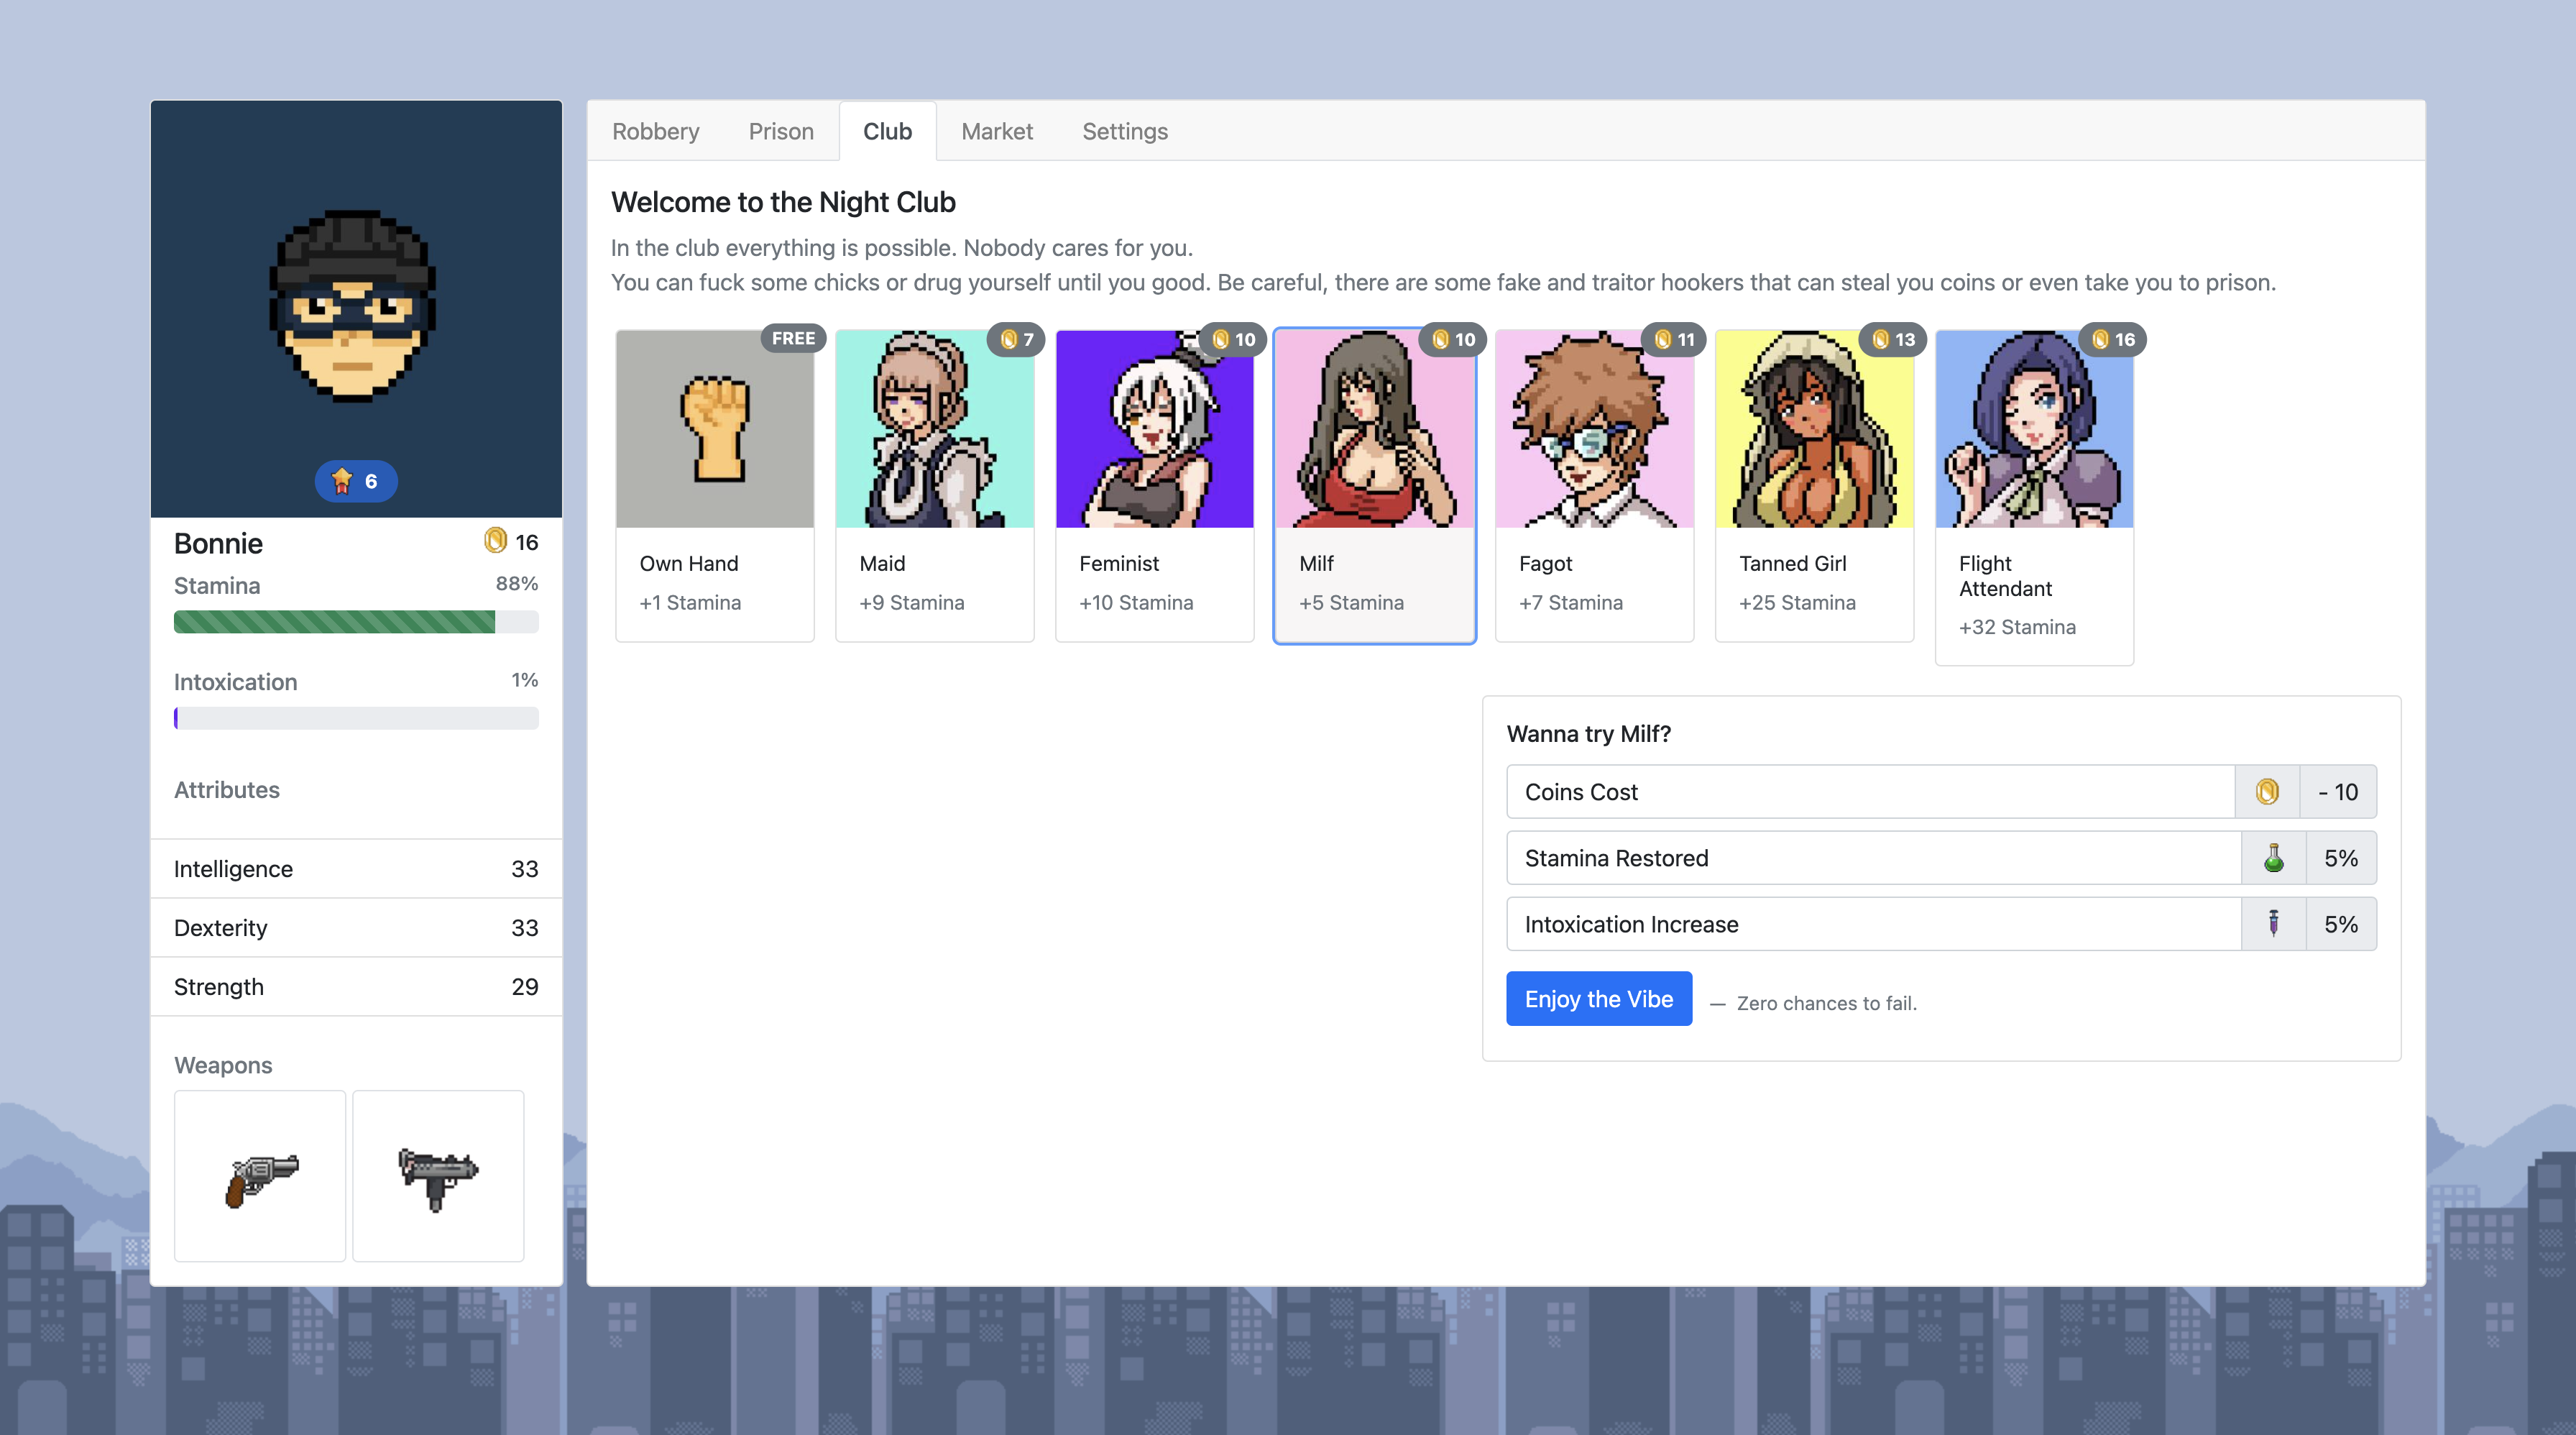 Robbery
Prison
Club
Market
Settings
6
Bonnie
16
Stamina
88%
Intoxication
1%
Attributes
Intelligence
33
Dexterity
33
Strength
29
Weapons
Welcome to the Night Club
In the club everything is possible. Nobody cares for you.
You can fuck some chicks or drug yourself until you good. Be careful, there are some fake and traitor hookers that can steal you coins or even take you to prison.
FREE
Own Hand
+1 Stamina
7
Maid
+9 Stamina
10
Feminist
+10 Stamina
10
Milf
+5 Stamina
11
Fagot
+7 Stamina
13
Tanned Girl
+25 Stamina
16
Flight
Attendant
+32 Stamina
Wanna try Milf?
Coins Cost
- 10
Stamina Restored
5%
Intoxication Increase
5%
Enjoy the Vibe
— Zero chances to fail.